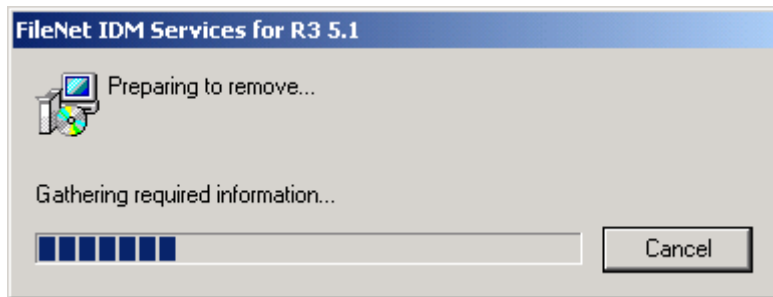 FileNet IDM Services for R3 5.1
Preparing to remove...
Gathering required information...
Cancel